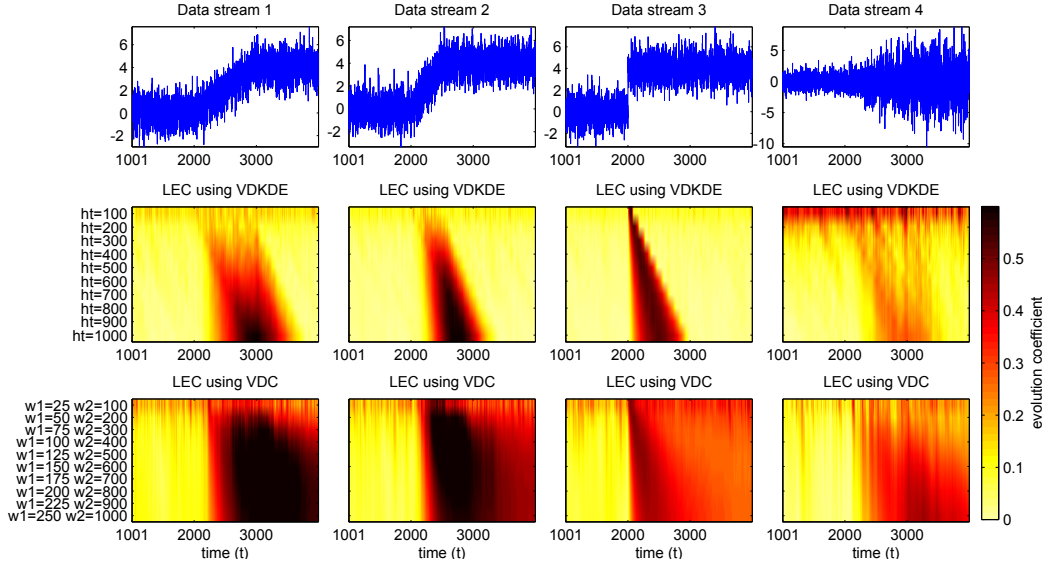 Data stream 1
Data stream 2
Data stream 3
Data stream 4
6
4
2
0
-2
1001
2000
3000
6
4
2
0
-2
1001
2000
3000
6
4
2
0
-2
1001
2000
3000
5
0
-5
-10
1001
2000
3000
LEC using VDKDE
LEC using VDKDE
LEC using VDKDE
LEC using VDKDE
ht=100
ht=200
ht=300
ht=400
ht=500
ht=600
ht=700
ht=800
ht=900
ht=1000
1001
2000
3000
1001
2000
3000
1001
2000
3000
1001
2000
3000
LEC using VDC
LEC using VDC
LEC using VDC
LEC using VDC
w1=25 w2=100
w1=50 w2=200
w1=75 w2=300
w1=100 w2=400
w1=125 w2=500
w1=150 w2=600
w1=175 w2=700
w1=200 w2=800
w1=225 w2=900
w1=250 w2=1000
1001
2000
3000
1001
2000
3000
1001
2000
3000
1001
2000
3000
time (t)
time (t)
time (t)
time (t)
0.5
0.4
0.3
0.2
0.1
0
evolution coefficient